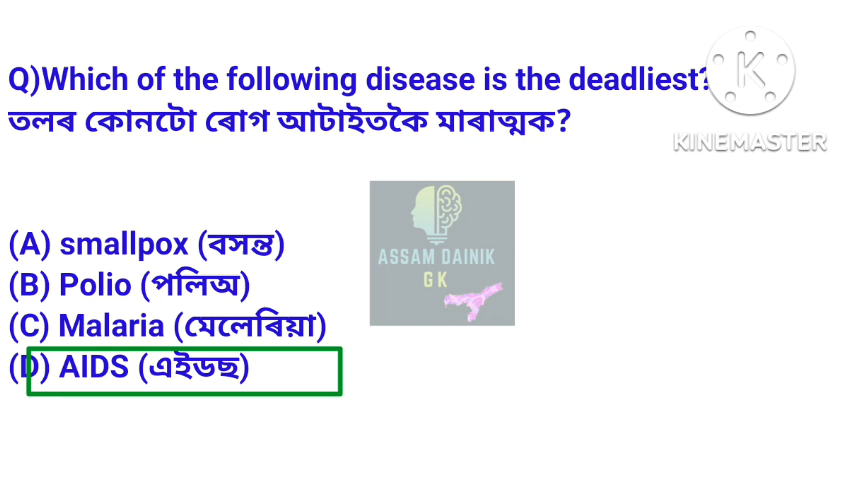 Q)Which of the following disease is the deadliest?
তলৰ কোনটো ৰোগ আটাইতকৈ মাৰাত্মক?
KINEMASTER
(A) smallpox (বসন্ত)
(B) Polio (পলিঅ)
(C) Malaria (মেলেৰিয়া)
(D) AIDS (এইডছ)
ASSAM DAINIK
GK